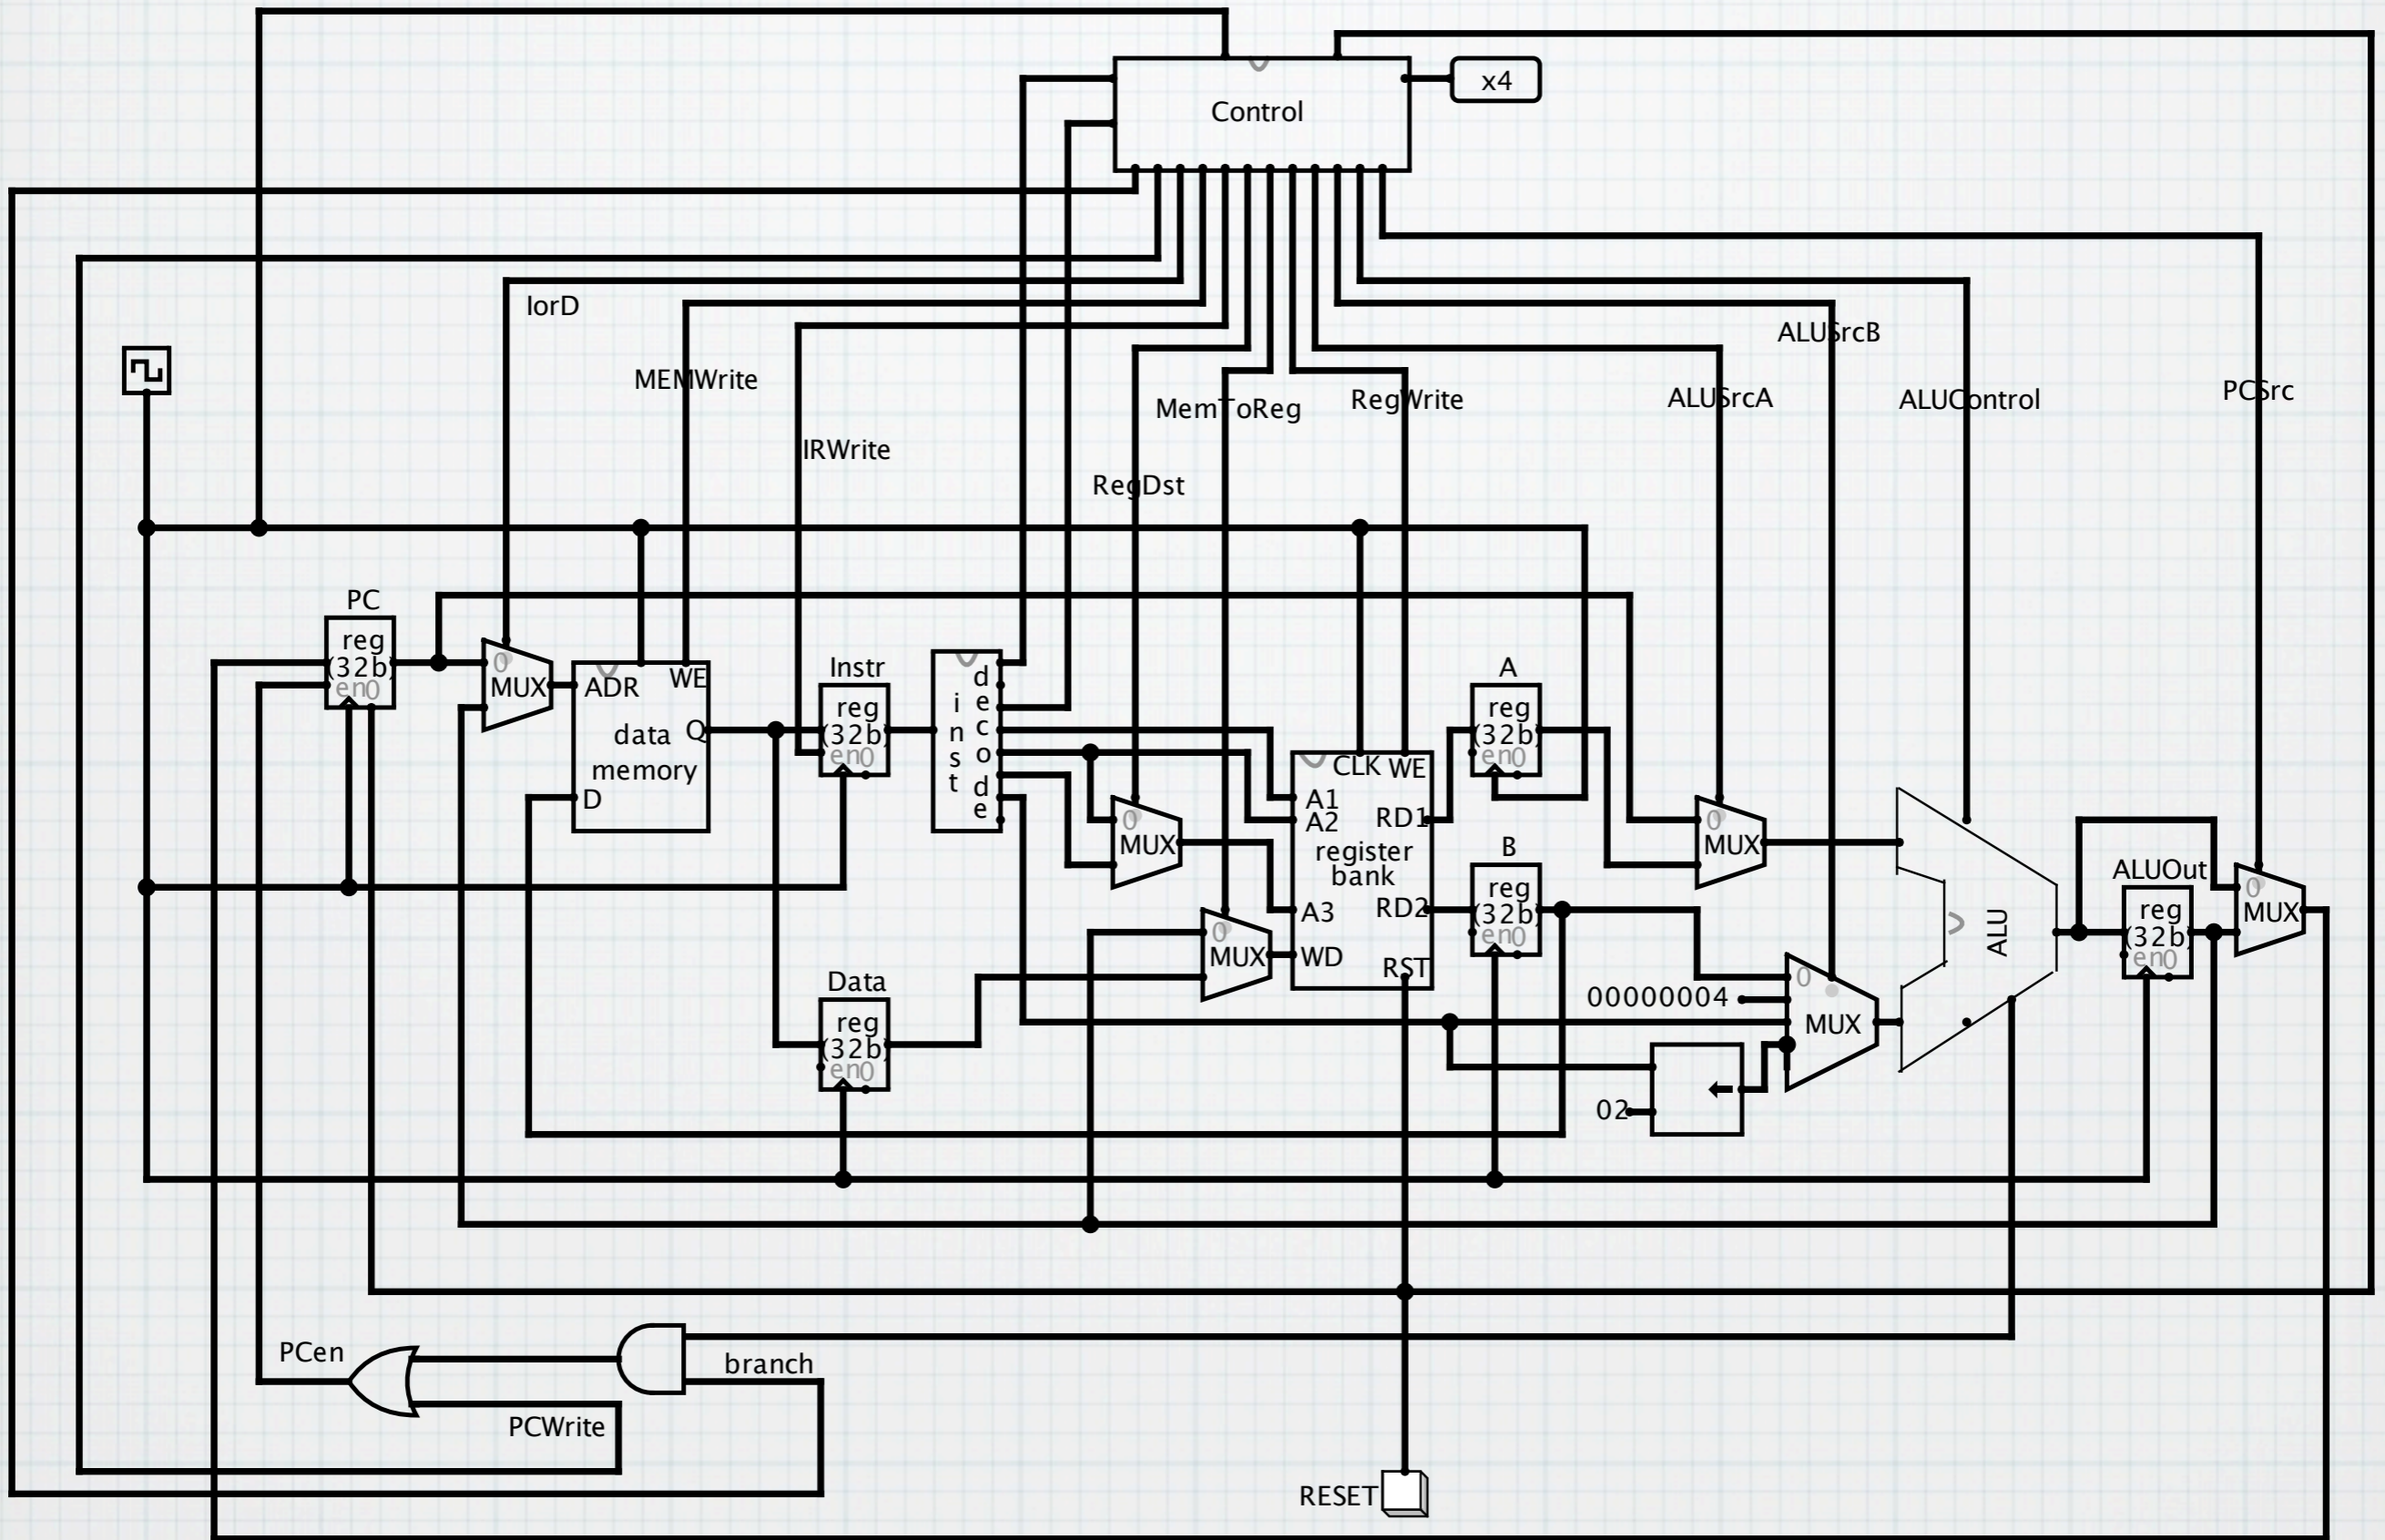 Control
x4
IorD
ALUSrcB
MEMWrite
PCSrc
ALUSrcA
ALUControl
RegWrite
MemToReg
IRWrite
RegDst
PC
reg
(32b)
en0
0
MUX
ADR
WE
Q
data
memory
D
Instr
reg
(32b)
en0
inst
decode
0
MUX
CLK WE
A1
A2
RD1
register
bank
A3
RD2
WD
RST
0
MUX
A
reg
(32b)
en0
B
reg
(32b)
en0
0
MUX
ALU
ALUOut
reg
(32b)
en0
0
MUX
Data
reg
(32b)
en0
00000004
0
MUX
02
PCen
branch
PCWrite
RESET